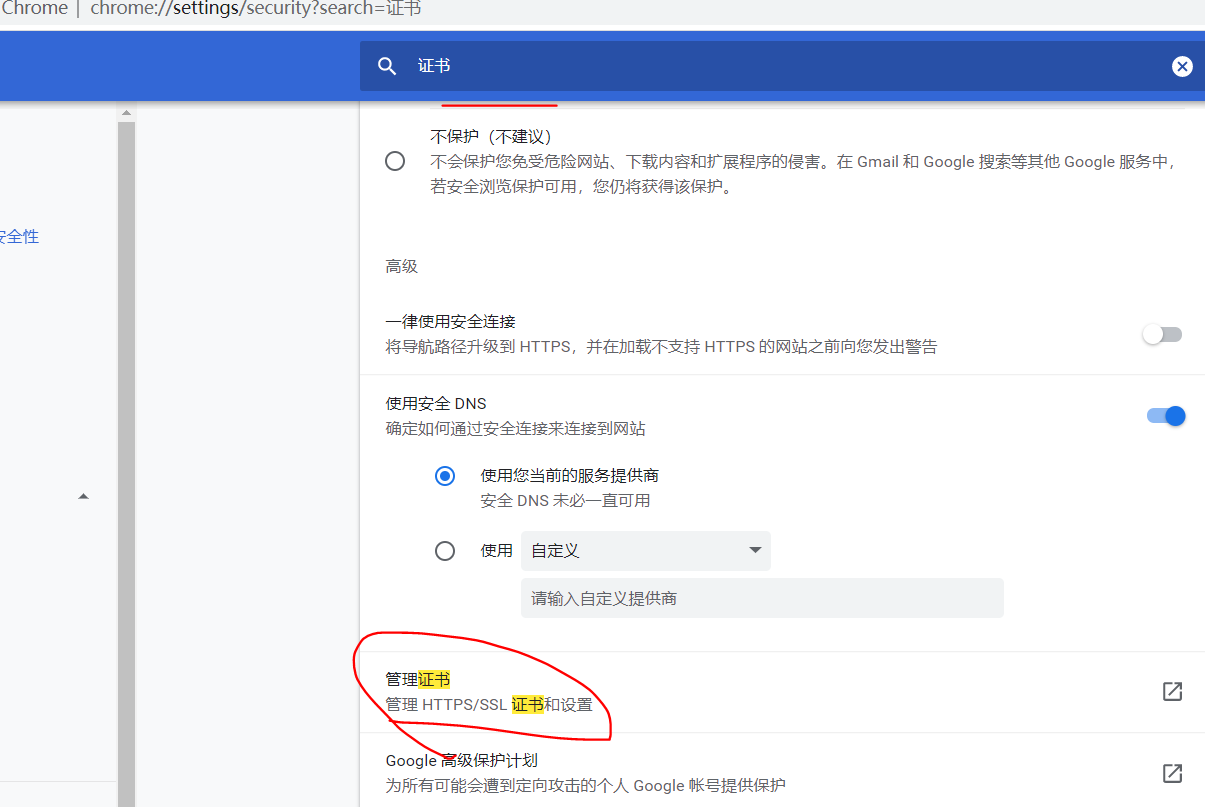 Chrome | chrome://settings/security?search=证书
证书
不保护（不建议）
不会保护您免受危险网站、下载内容和扩展程序的侵害。在 Gmail 和 Google 搜索等其他 Google 服务中，
若安全浏览保护可用，您仍将获得该保护。
安全性
高级
一律使用安全连接
将导航路径升级到 HTTPS，并在加载不支持 HTTPS 的网站之前向您发出警告
使用安全 DNS
确定如何通过安全连接来连接到网站
使用您当前的服务提供商
安全 DNS 未必一直可用
使用 自定义
请输入自定义提供商
管理证书
管理 HTTPS/SSL 证书和设置
Google 高级保护计划
为所有可能会遭到定向攻击的个人 Google 帐号提供保护